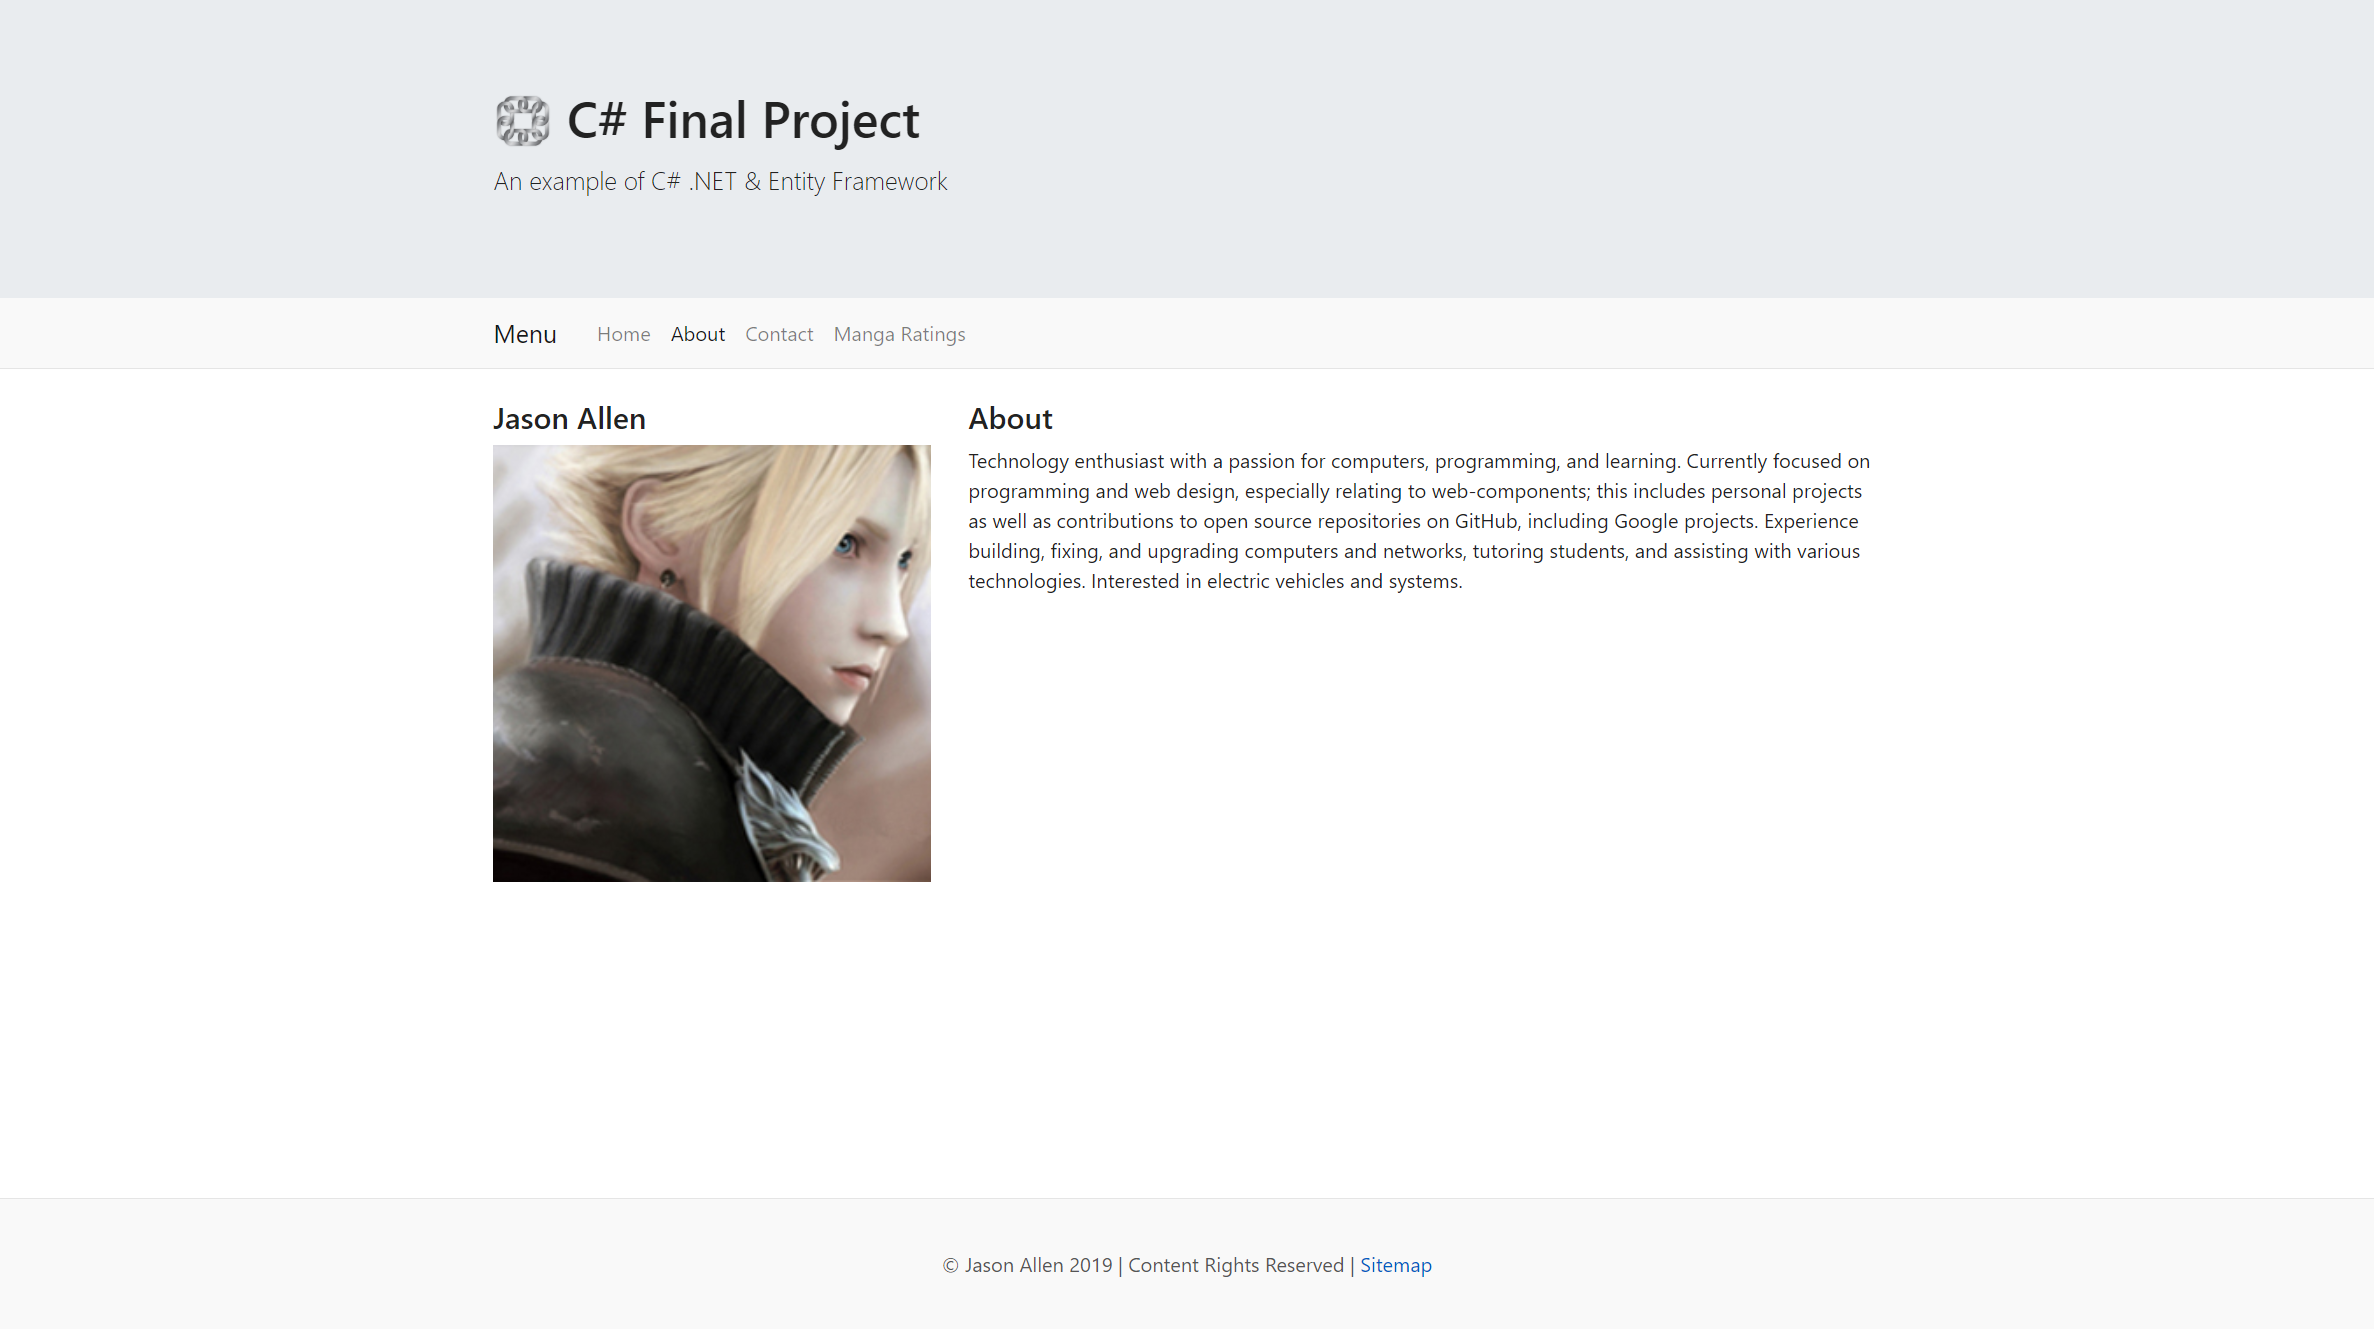 C# Final Project
An example of C# .NET & Entity Framework
Menu Home About Contact Manga Ratings
Jason Allen
About
Technology enthusiast with a passion for computers, programming, and learning. Currently focused on
programming and web design, especially relating to web-components; this includes personal projects
as well as contributions to open source repositories on GitHub, including Google projects. Experience
building, fixing, and upgrading computers and networks, tutoring students, and assisting with various
technologies. Interested in electric vehicles and systems.
© Jason Allen 2019 | Content Rights Reserved | Sitemap